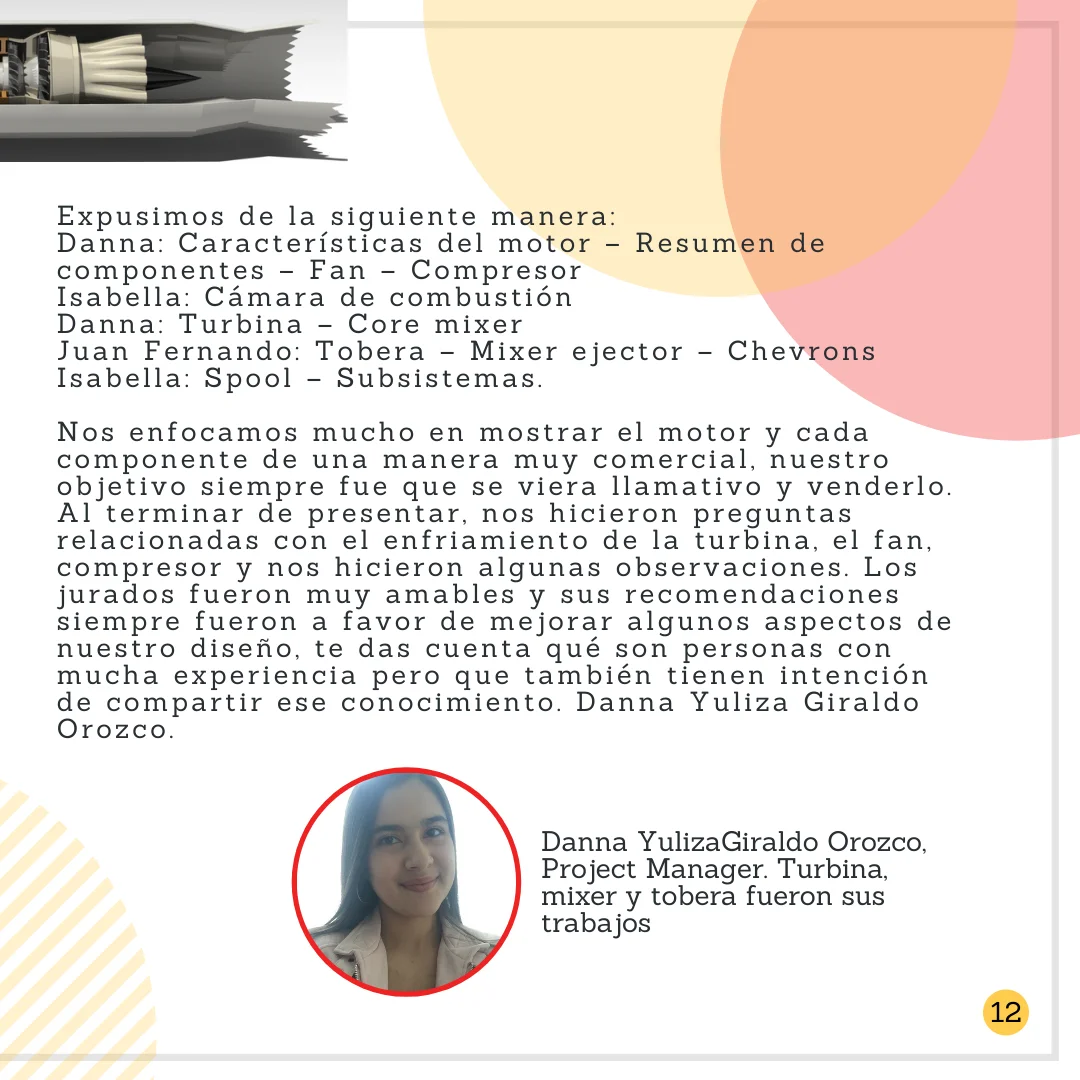 Expusimos de la siguiente manera:
Danna: Características del motor – Resumen de
componentes – Fan – Compresor
Isabella: Cámara de combustión
Danna: Turbina – Core mixer
Juan Fernando: Tobera – Mixer ejector – Chevrons
Isabella: Spool – Subsistemas.
Nos enfocamos mucho en mostrar el motor y cada
componente de una manera muy comercial, nuestro
objetivo siempre fue que se viera llamativo y venderlo.
Al terminar de presentar, nos hicieron preguntas
relacionadas con el enfriamiento de la turbina, el fan,
compresor y nos hicieron algunas observaciones. Los
jurados fueron muy amables y sus recomendaciones
siempre fueron a favor de mejorar algunos aspectos de
nuestro diseño, te das cuenta qué son personas con
mucha experiencia pero que también tienen intención
de compartir ese conocimiento. Danna Yuliza Giraldo
Orozco.
Danna YulizaGiraldo Orozco,
Project Manager. Turbina,
mixer y tobera fueron sus
trabajos
12